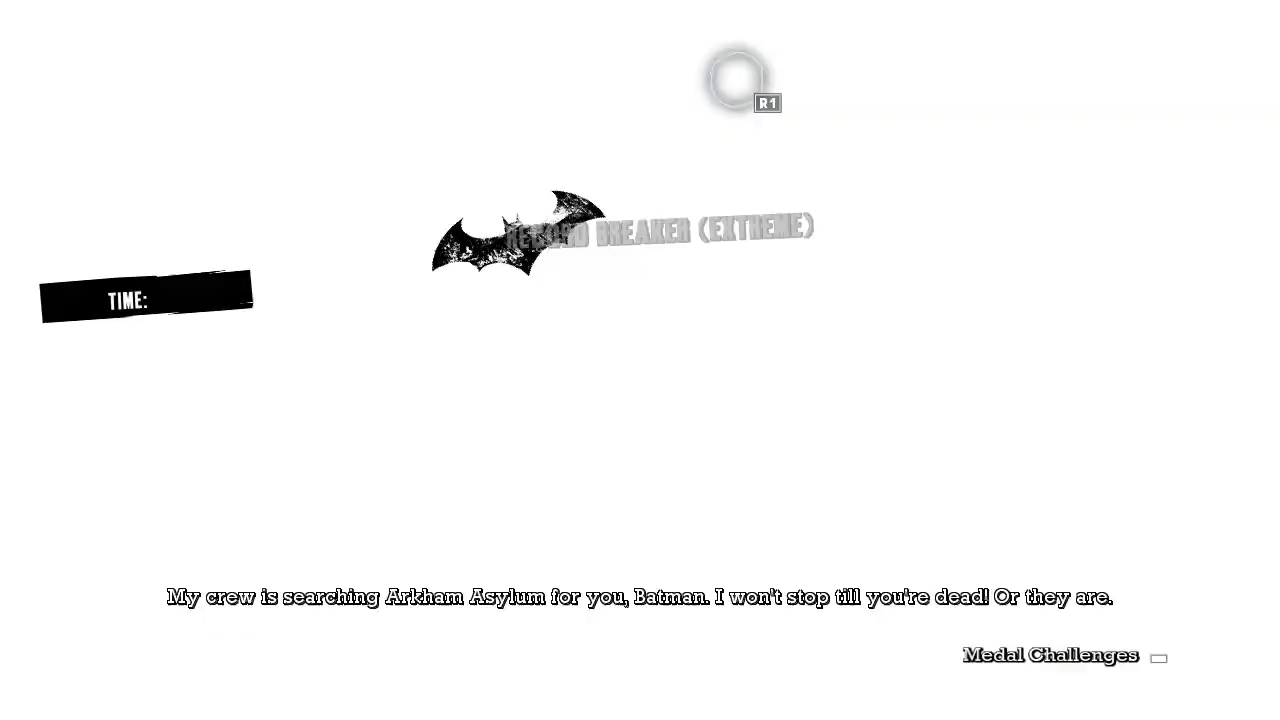 R1
RECORD BREAKER (EXTREME)
TIME:
My crew is searching Arkham Asylum for you, Batman. I won't stop till you're dead! Or they are.
Medal Challenges